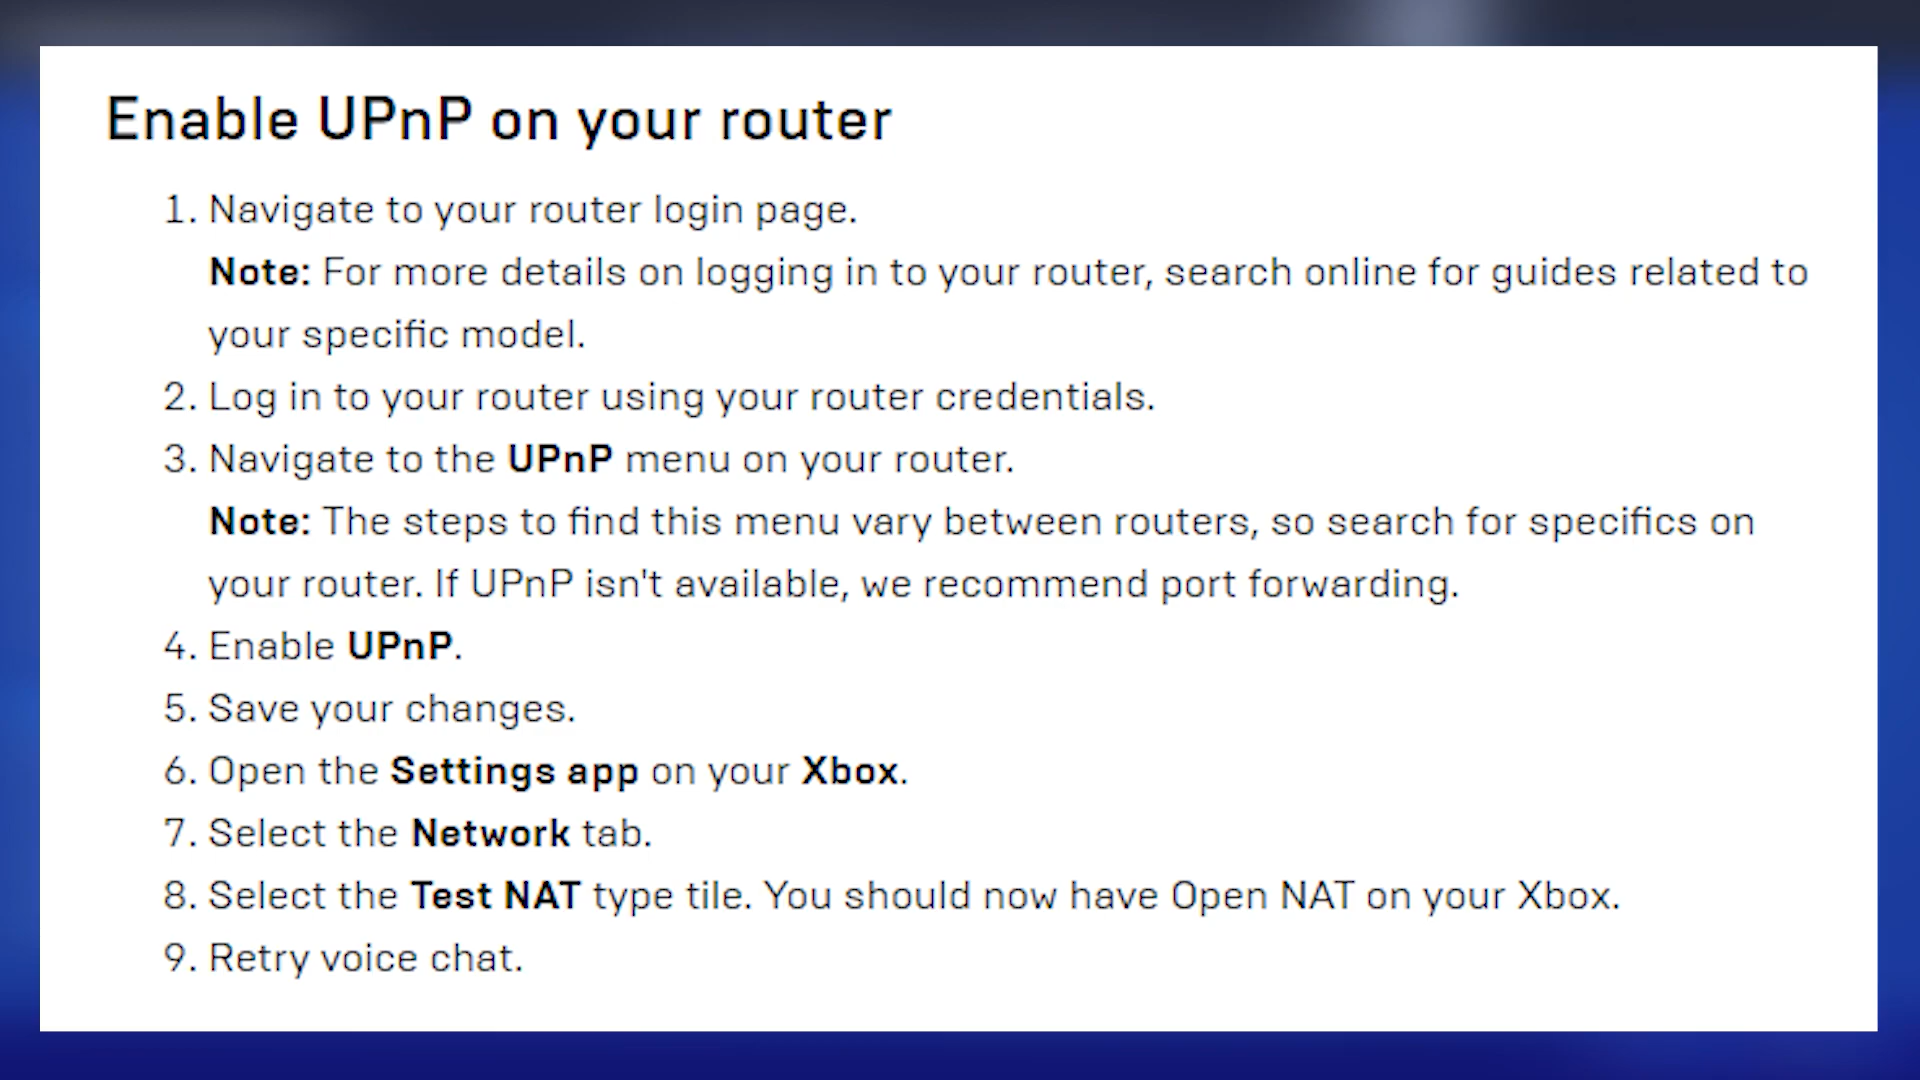 Enable UPnP on your router
1. Navigate to your router login page.
Note: For more details on logging in to your router, search online for guides related to
your specific model.
2. Log in to your router using your router credentials.
3. Navigate to the UPnP menu on your router.
Note: The steps to find this menu vary between routers, so search for specifics on
your router. If UPnP isn't available, we recommend port forwarding.
4. Enable UPnP.
5. Save your changes.
6. Open the Settings app on your Xbox.
7. Select the Network tab.
8. Select the Test NAT type tile. You should now have Open NAT on your Xbox.
9. Retry voice chat.